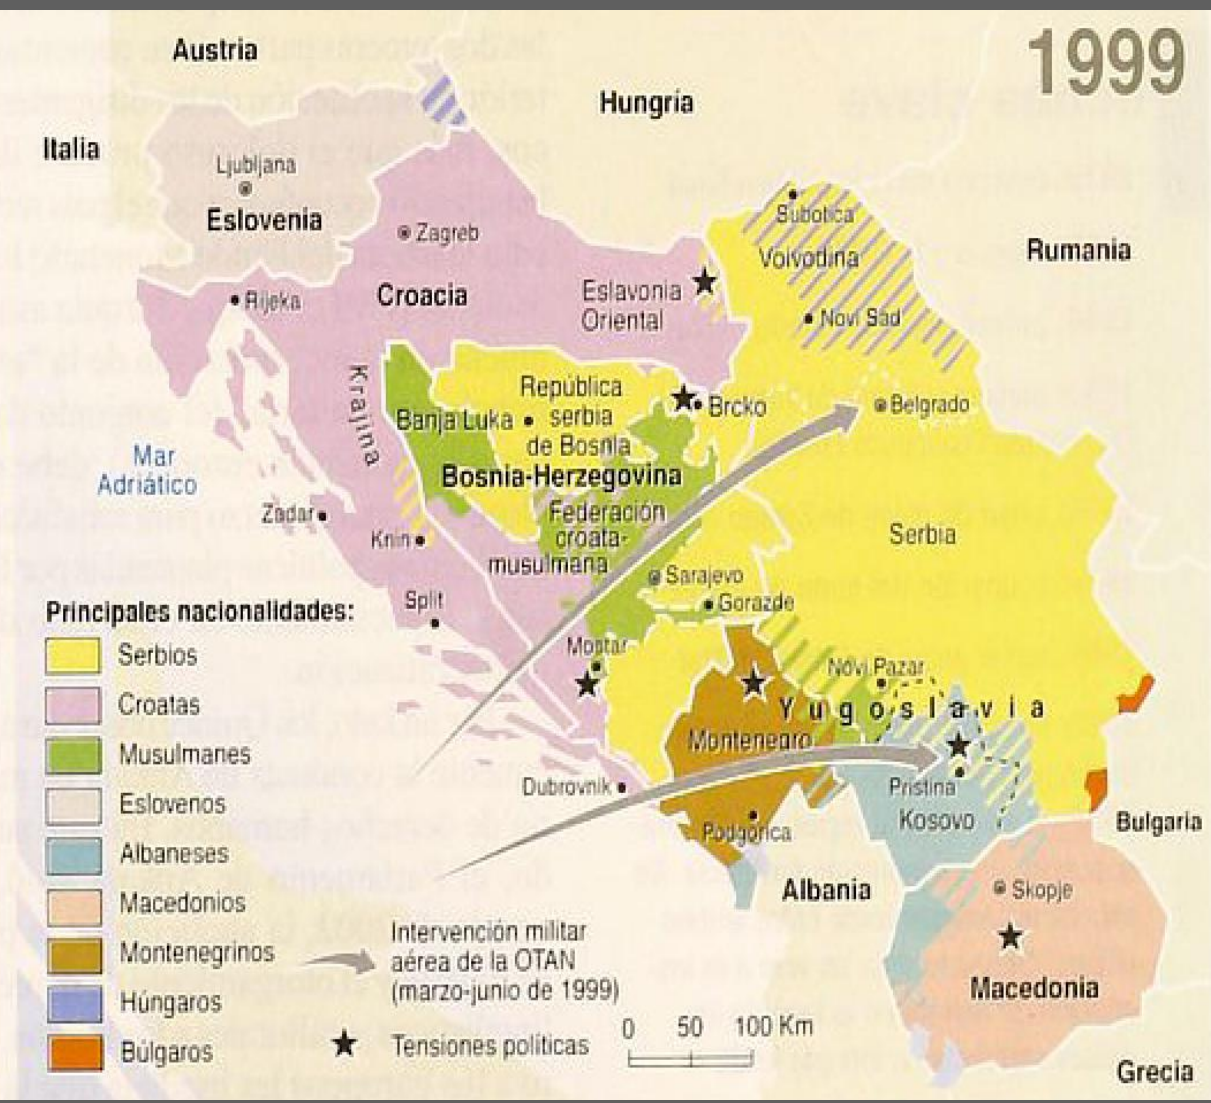 1999
Austria
Hungría
Italia
Ljubljana
Eslovenia
Zagreb
Subotica
Voivodina
Rumania
Rijeka
Croacia
Eslavonia
Oriental
Novi Sad
Krajina
República
serbia
de Bosnia
Banja Luka
Brcko
Belgrado
Mar
Adriático
Bosnia-Herzegovina
Federación
croata-
musulmana
Zadar
Knin
Serbia
Sarajevo
Gorazde
Split
Mostar
Novi Pazar
Yugoslavia
Montenegro
Dubrovnik
Pristina
Kosovo
Podgorica
Bulgaria
Albania
Skopje
Macedonia
Grecia
Principales nacionalidades:
Serbios
Croatas
Musulmanes
Eslovenos
Albaneses
Macedonios
Montenegrinos
Húngaros
Búlgaros
Intervención militar
aérea de la OTAN
(marzo-junio de 1999)
Tensiones políticas
0 50 100 Km